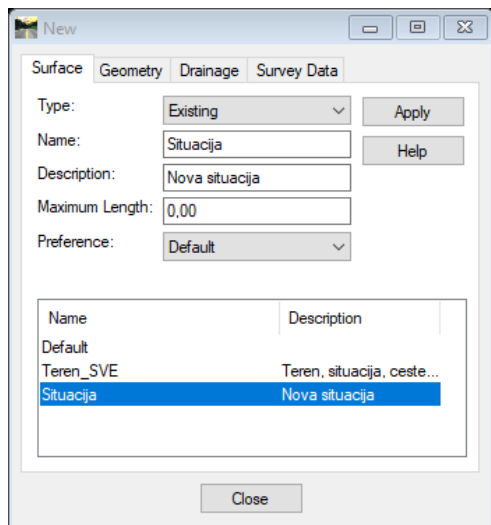 New
Surface Geometry Drainage Survey Data
Type: Existing Apply
Name: Situacija Help
Description: Nova situacija
Maximum Length: 0,00
Preference: Default
Name Description
Default
Teren_SVE Teren, situacija, ceste...
Situacija Nova situacija
Close